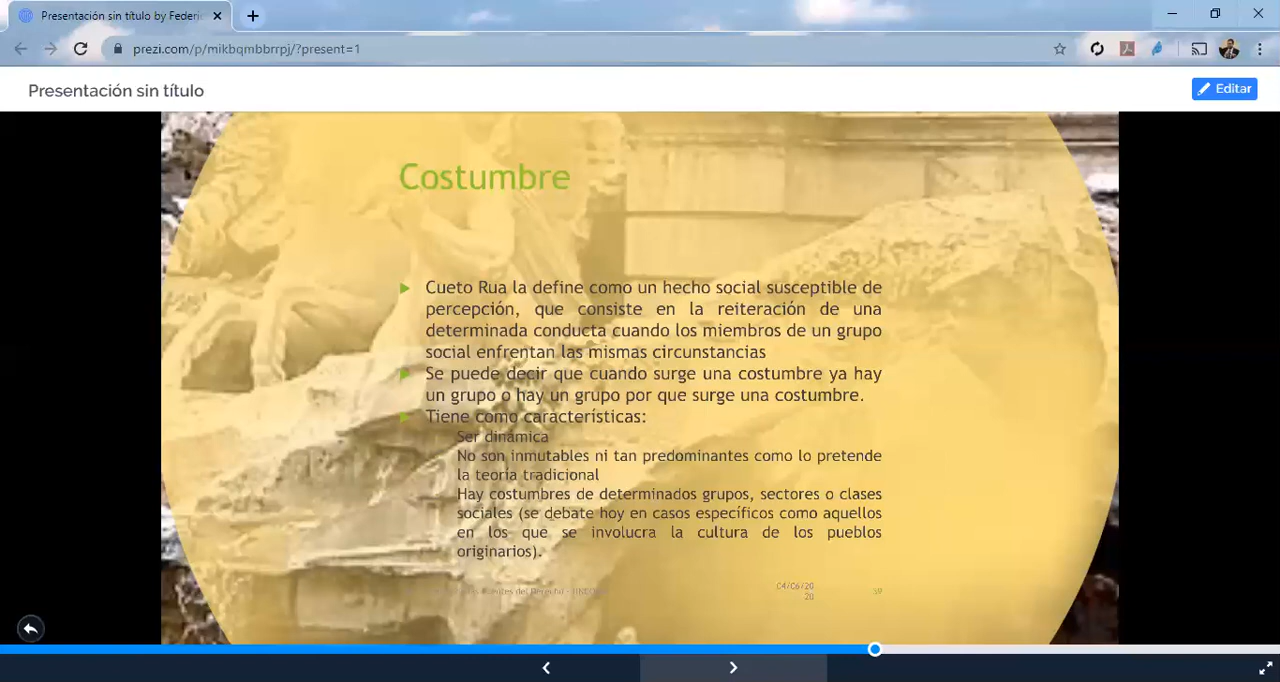 Presentación sin título by Federic
prezi.com/p/mikbqmbbrrpj/?present=1
Presentación sin título
Editar
Costumbre
Cueto Rua la define como un hecho social susceptible de
percepción, que consiste en la reiteración de una
determinada conducta cuando los miembros de un grupo
social enfrentan las mismas circunstancias
Se puede decir que cuando surge una costumbre ya hay
un grupo o hay un grupo por que surge una costumbre.
Tiene como características:
Ser dinámica
No son inmutables ni tan predominantes como lo pretende
la teoría tradicional
Hay costumbres de determinados grupos, sectores o clases
sociales (se debate hoy en casos específicos como aquellos
en los que se involucra la cultura de los pueblos
originarios).
Fuentes del Derecho -
04/06/20
20